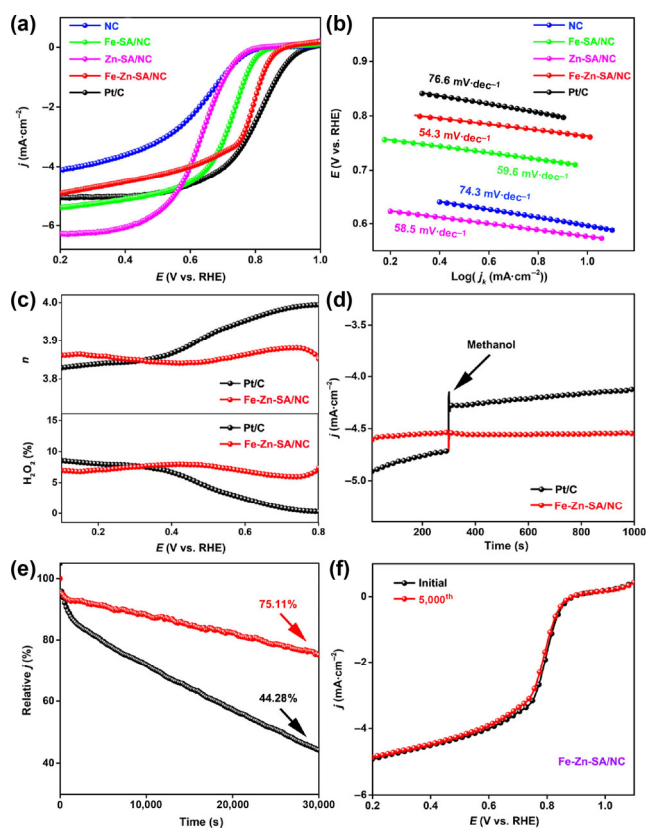 (a)
NC
Fe-SA/NC
Zn-SA/NC
Fe-Zn-SA/NC
Pt/C
0
−2
−4
−6
j (mA·cm⁻²)
0.2 0.4 0.6 0.8 1.0
E (V vs. RHE)
(b)
NC
Fe-SA/NC
Zn-SA/NC
Fe-Zn-SA/NC
Pt/C
0.9
0.8
0.7
0.6
E (V vs. RHE)
76.6 mV·dec⁻¹
54.3 mV·dec⁻¹
59.6 mV·dec⁻¹
74.3 mV·dec⁻¹
58.5 mV·dec⁻¹
0.2 0.4 0.6 0.8 1.0
Log(jₖ (mA·cm⁻²)
(c)
4.0
3.9
3.8
n
Pt/C
Fe-Zn-SA/NC
15
10
5
0
H₂O₂ (%)
Pt/C
Fe-Zn-SA/NC
0.2 0.4 0.6 0.8
E (V vs. RHE)
(d)
−3.5
−4.0
−4.5
−5.0
j (mA·cm⁻²)
Methanol
Pt/C
Fe-Zn-SA/NC
200 400 600 800 1000
Time (s)
(e)
100
80
60
40
Relative j (%)
75.11%
44.28%
0 10,000 20,000 30,000
Time (s)
(f)
Initial
5,000ᵗʰ
0
−2
−4
−6
j (mA·cm⁻²)
Fe-Zn-SA/NC
0.2 0.4 0.6 0.8 1.0
E (V vs. RHE)